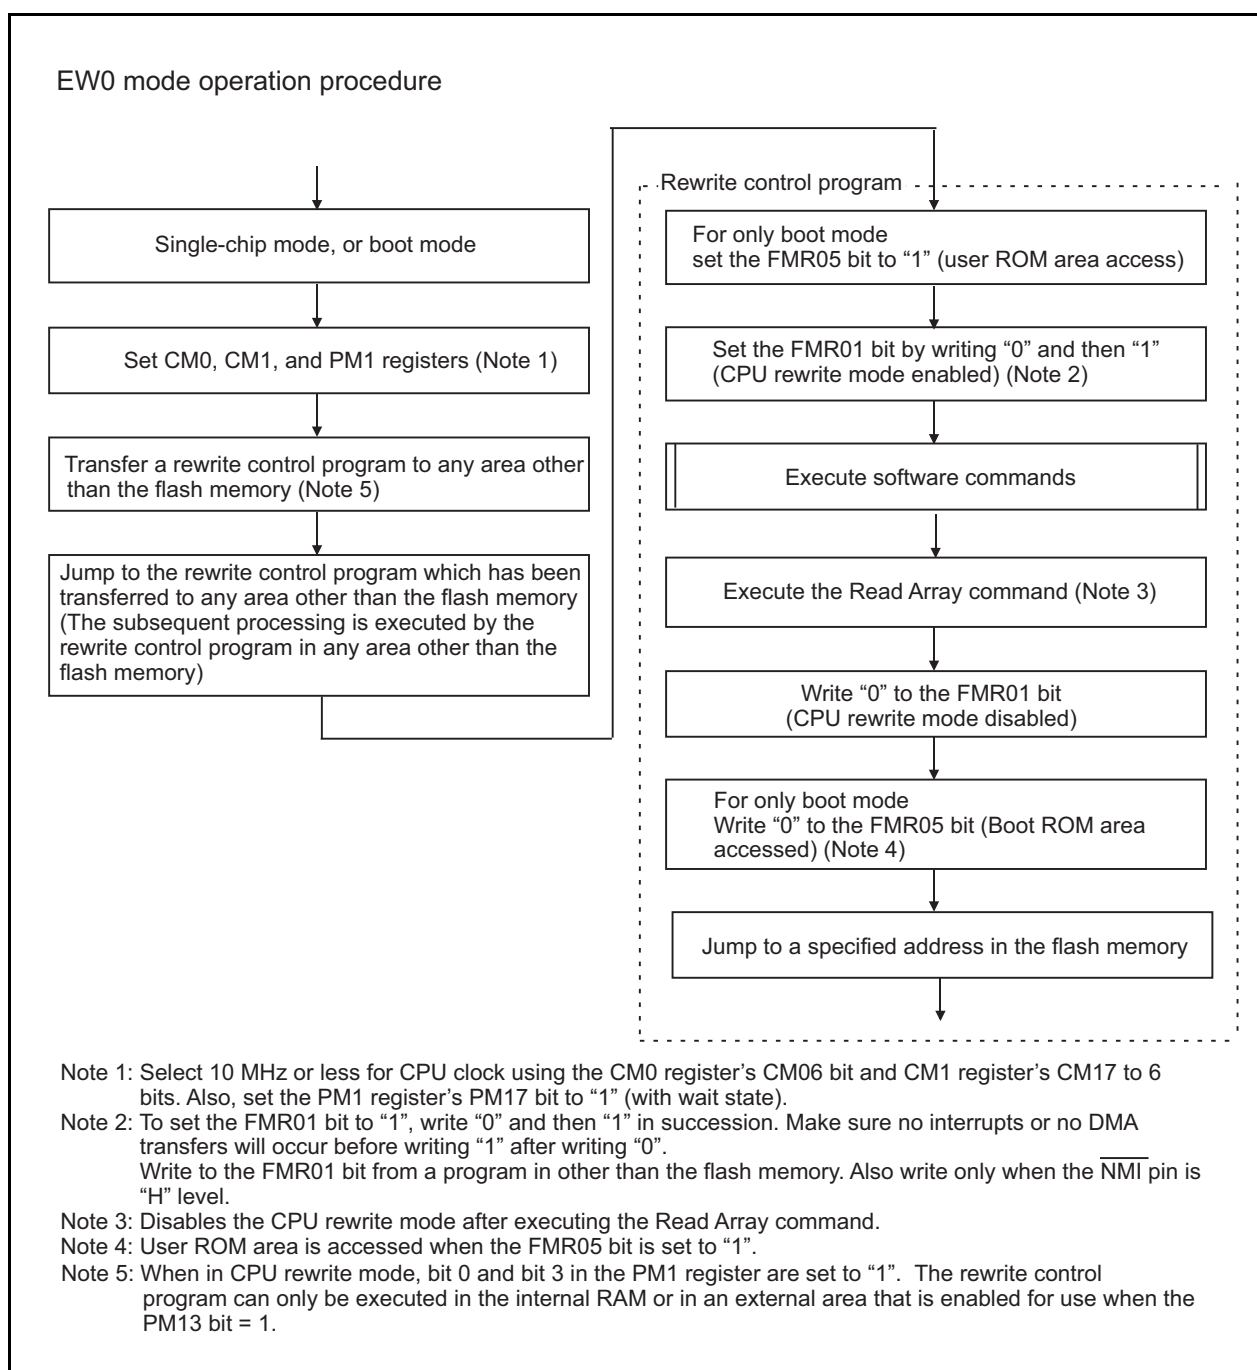 EW0 mode operation procedure
Single-chip mode, or boot mode
Set CM0, CM1, and PM1 registers (Note 1)
Transfer a rewrite control program to any area other
than the flash memory (Note 5)
Jump to the rewrite control program which has been
transferred to any area other than the flash memory
(The subsequent processing is executed by the
rewrite control program in any area other than the
flash memory)
Rewrite control program
For only boot mode
set the FMR05 bit to “1” (user ROM area access)
Set the FMR01 bit by writing “0” and then “1”
(CPU rewrite mode enabled) (Note 2)
Execute software commands
Execute the Read Array command (Note 3)
Write “0” to the FMR01 bit
(CPU rewrite mode disabled)
For only boot mode
Write “0” to the FMR05 bit (Boot ROM area
accessed) (Note 4)
Jump to a specified address in the flash memory
Note 1: Select 10 MHz or less for CPU clock using the CM0 register’s CM06 bit and CM1 register’s CM17 to 6
bits. Also, set the PM1 register’s PM17 bit to “1” (with wait state).
Note 2: To set the FMR01 bit to “1”, write “0” and then “1” in succession. Make sure no interrupts or no DMA
transfers will occur before writing “1” after writing “0”.
Write to the FMR01 bit from a program in other than the flash memory. Also write only when the NMI pin is
“H” level.
Note 3: Disables the CPU rewrite mode after executing the Read Array command.
Note 4: User ROM area is accessed when the FMR05 bit is set to “1”.
Note 5: When in CPU rewrite mode, bit 0 and bit 3 in the PM1 register are set to “1”. The rewrite control
program can only be executed in the internal RAM or in an external area that is enabled for use when the
PM13 bit = 1.